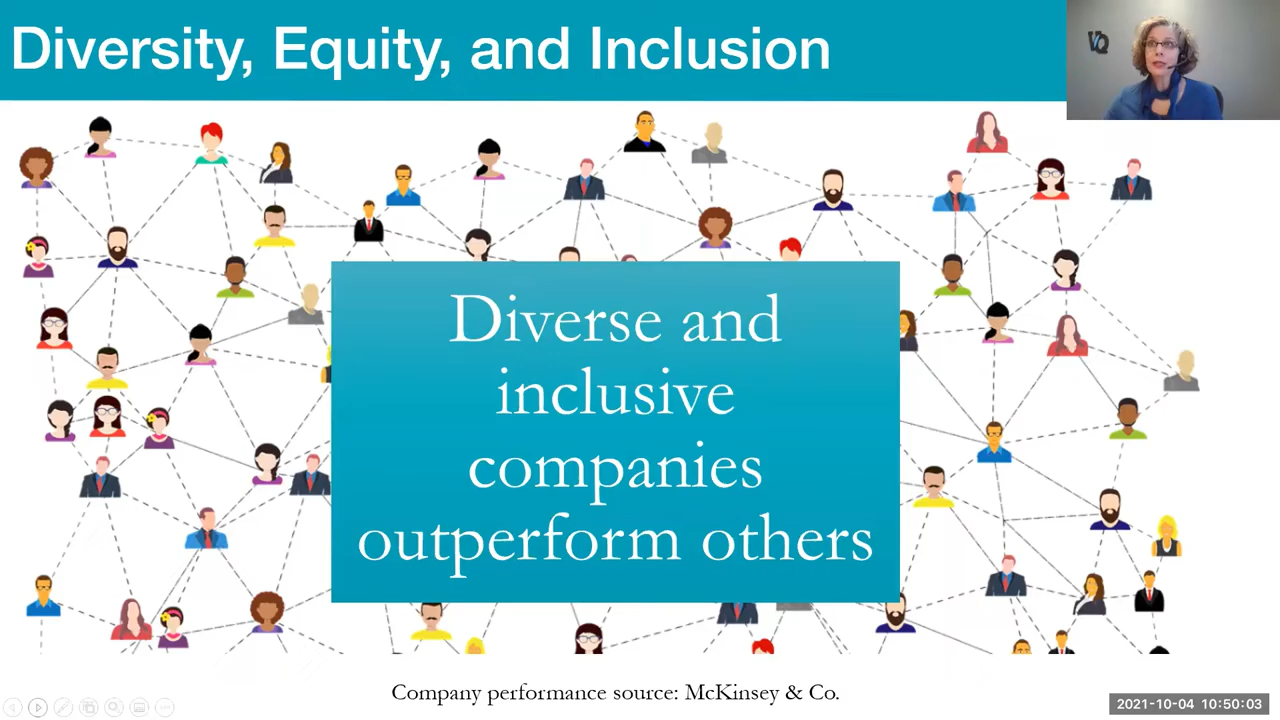 Diversity, Equity, and Inclusion
VQ
Diverse and
inclusive
companies
outperform others
Company performance source: McKinsey & Co.
2021-10-04 10:50:03